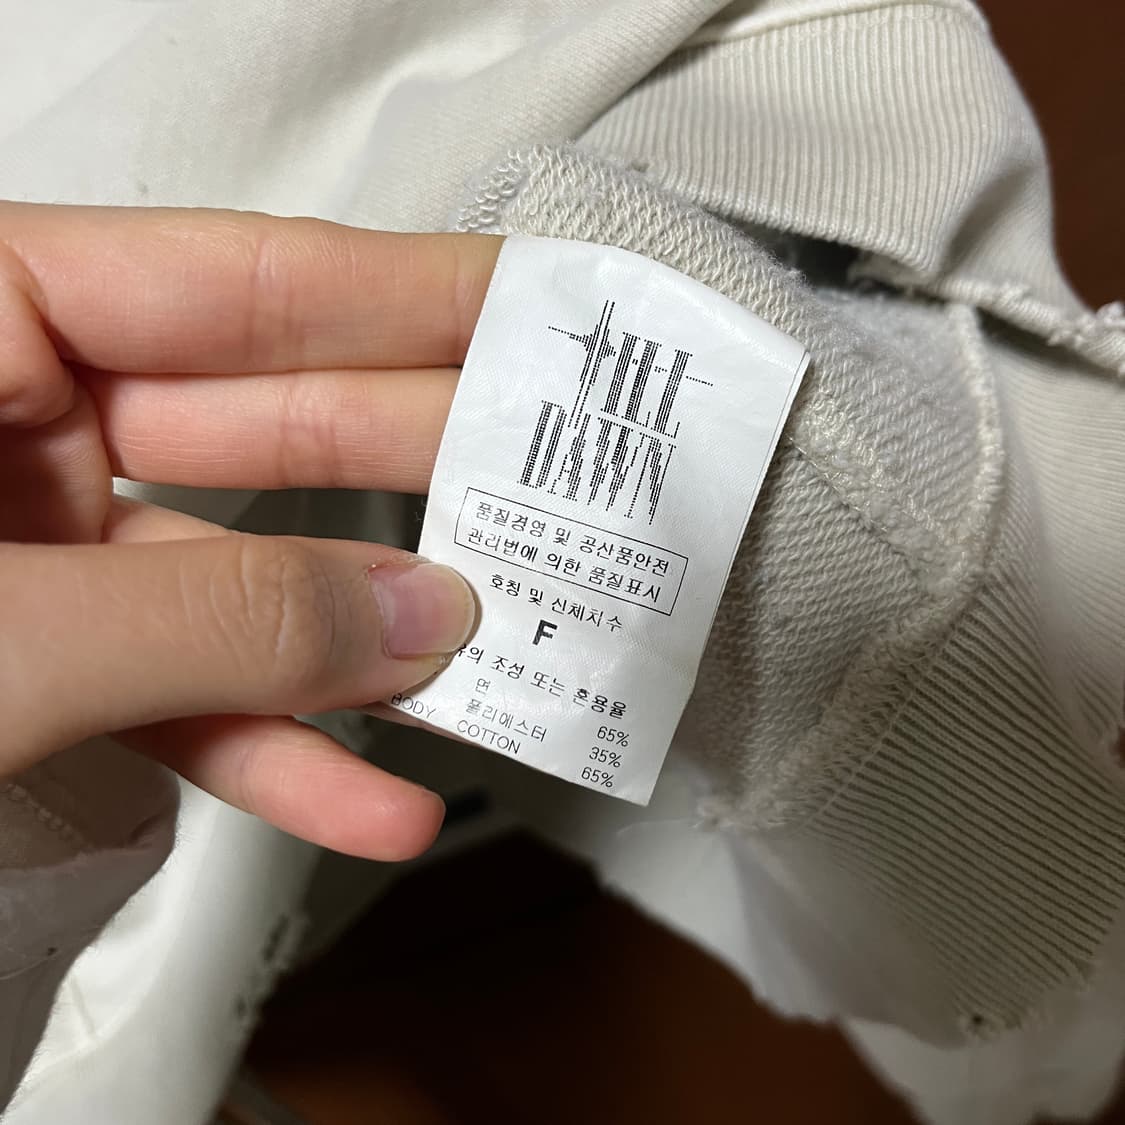 TILL
DAWN
품질경영 및 공산품안전
관리법에 의한 품질표시
호칭 및 신체치수
F
조성 또는 혼용율
면 65%
폴리에스터 35%
BODY COTTON 65%